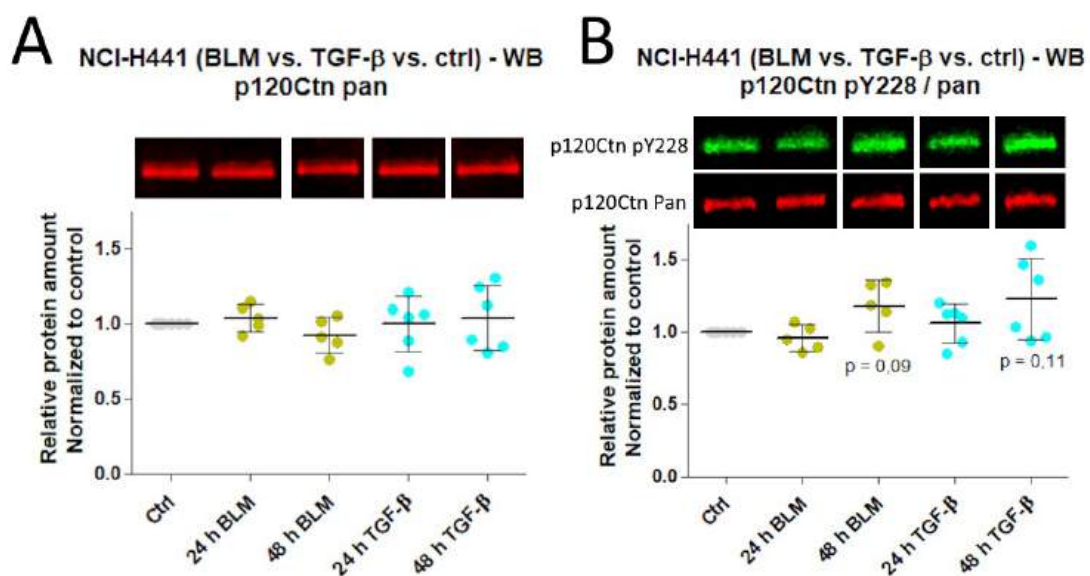 A
NCI-H441 (BLM vs. TGF-β vs. ctrl) - WB
p120Ctn pan
Relative protein amount
Normalized to control
1.5
1.0
0.5
0.0
Ctrl
24 h BLM
48 h BLM
24 h TGF-β
48 h TGF-β
B
NCI-H441 (BLM vs. TGF-β vs. ctrl) - WB
p120Ctn pY228 / pan
p120Ctn pY228
p120Ctn Pan
Relative protein amount
Normalized to control
1.5
1.0
0.5
0.0
p = 0,09
p = 0,11
Ctrl
24 h BLM
48 h BLM
24 h TGF-β
48 h TGF-β